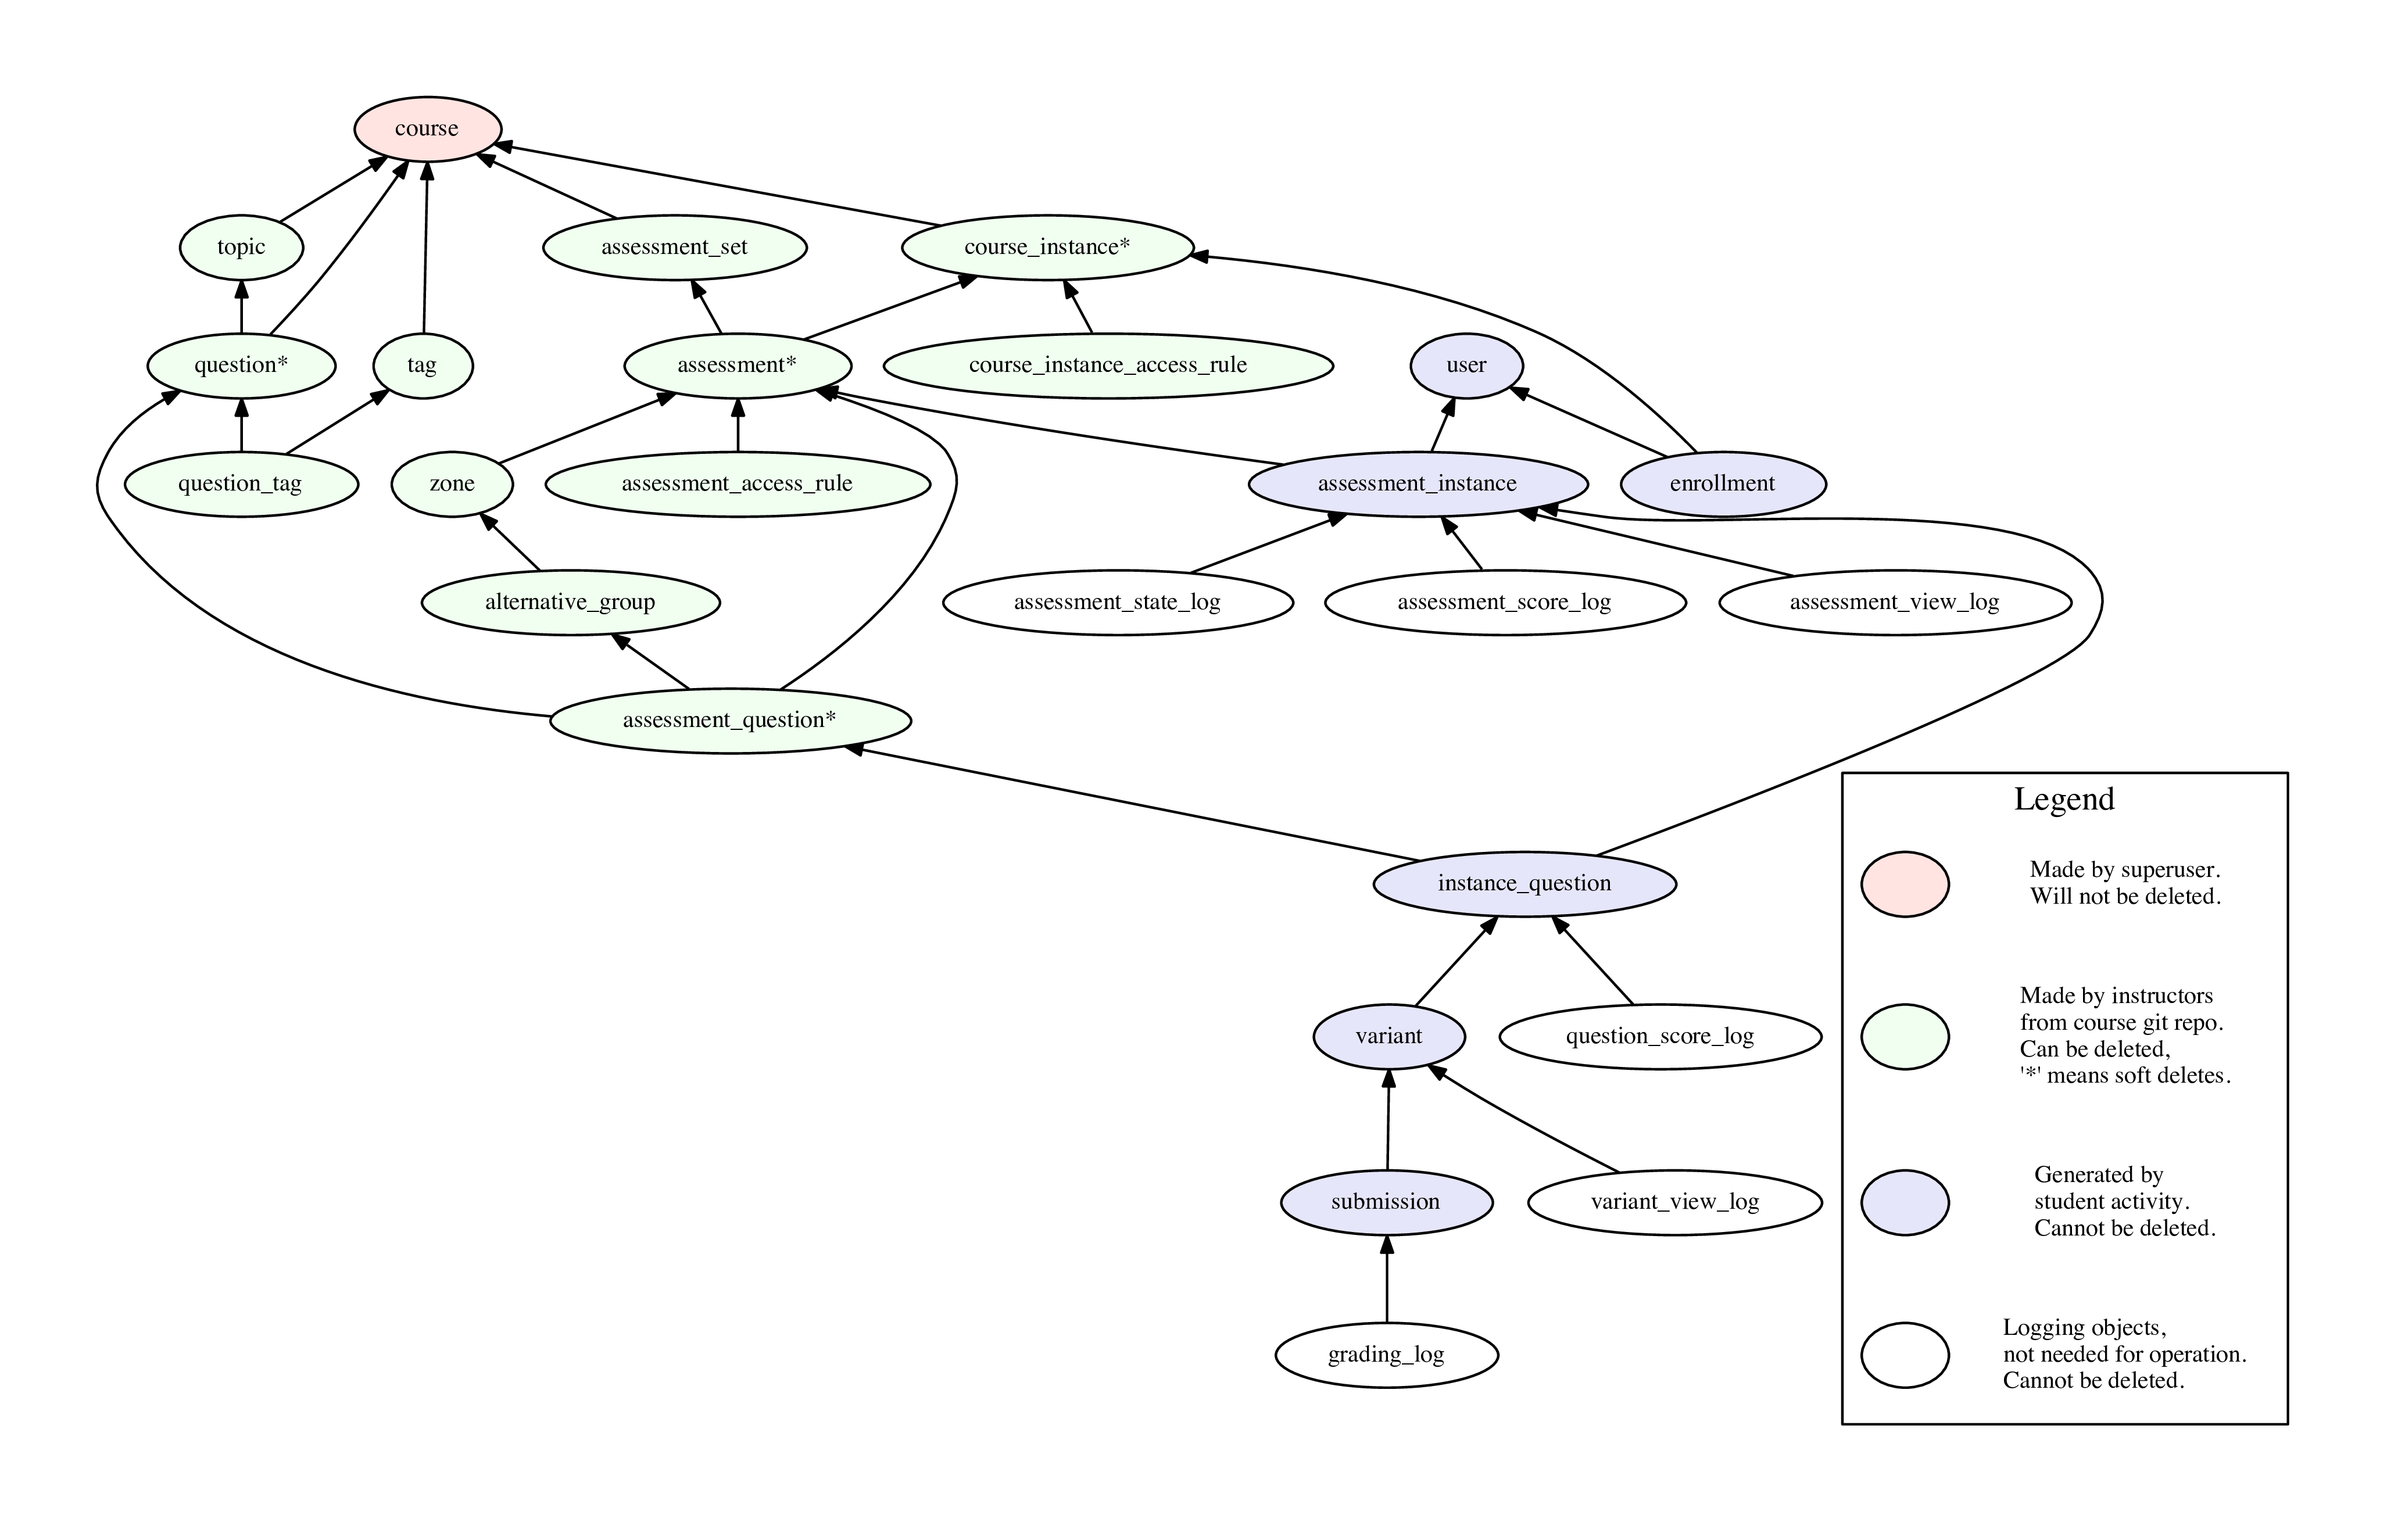 course
topic
assessment_set
course_instance*
question*
tag
assessment*
course_instance_access_rule
user
question_tag
zone
assessment_access_rule
assessment_instance
enrollment
alternative_group
assessment_state_log
assessment_score_log
assessment_view_log
assessment_question*
instance_question
variant
question_score_log
submission
variant_view_log
grading_log
Legend
Made by superuser.
Will not be deleted.
Made by instructors
from course git repo.
Can be deleted,
'*' means soft deletes.
Generated by
student activity.
Cannot be deleted.
Logging objects,
not needed for operation.
Cannot be deleted.